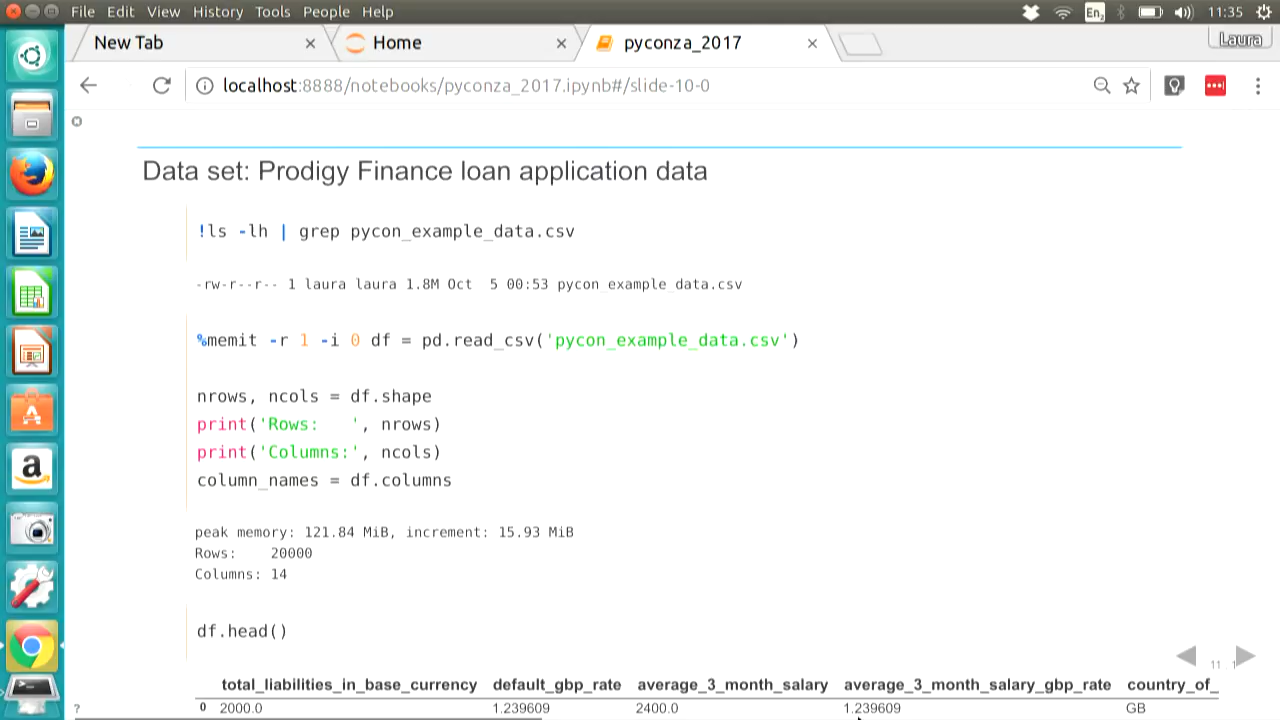 File Edit View History Tools People Help
En2 11:35
New Tab Home pyconza_2017 Laura
localhost:8888/notebooks/pyconza_2017.ipynb#/slide-10-0
Data set: Prodigy Finance loan application data
!ls -lh | grep pycon_example_data.csv
-rw-r--r-- 1 laura laura 1.8M Oct  5 00:53 pycon_example_data.csv
%memit -r 1 -i 0 df = pd.read_csv('pycon_example_data.csv')
nrows, ncols = df.shape
print('Rows:   ', nrows)
print('Columns:', ncols)
column_names = df.columns
peak memory: 121.84 MiB, increment: 15.93 MiB
Rows:    20000
Columns: 14
df.head()
11 . 1
total_liabilities_in_base_currency default_gbp_rate average_3_month_salary average_3_month_salary_gbp_rate country_of_
0 2000.0 1.239609 2400.0 1.239609 GB
?